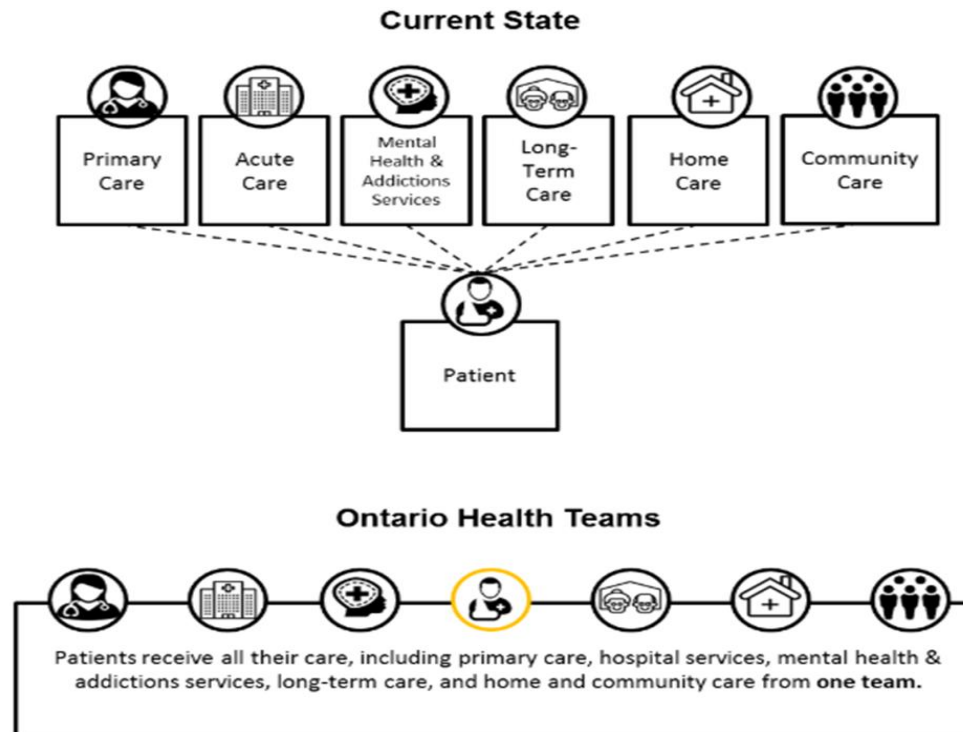 Current State
Primary
Care
Acute
Care
Mental
Health &
Addictions
Services
Long-
Term
Care
Home
Care
Community
Care
Patient
Ontario Health Teams
Patients receive all their care, including primary care, hospital services, mental health &
addictions services, long-term care, and home and community care from one team.